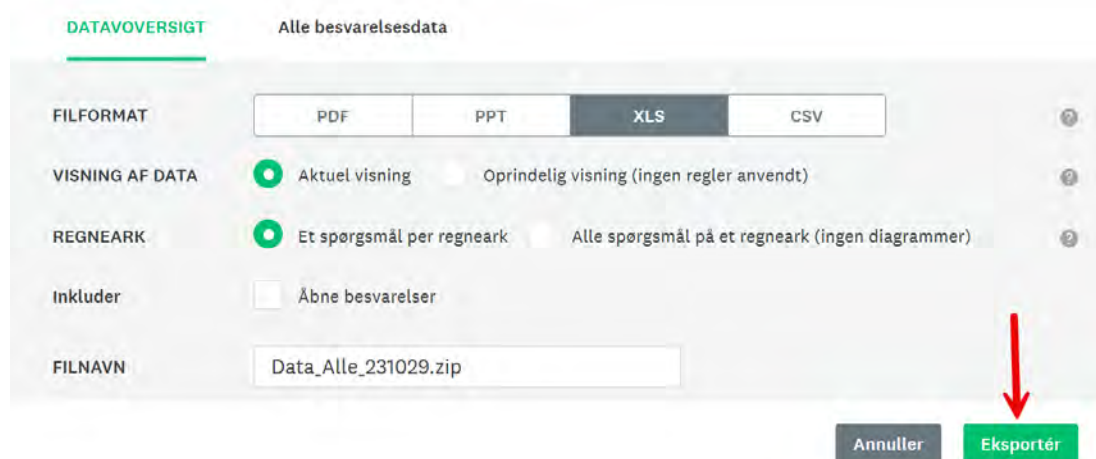 DATAVOERSIGT Alle besvarelsesdata
FILFORMAT PDF PPT XLS CSV
VISNING AF DATA Aktuel visning Oprindelig visning (ingen regler anvendt)
REGNEARK Et spørgsmål per regneark Alle spørgsmål på et regneark (ingen diagrammer)
Inkluder Åbne besvarelser
FILNAVN Data_Alle_231029.zip
Annuller Eksportér